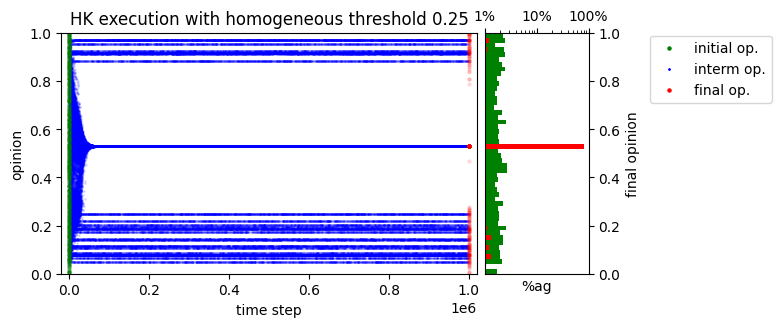 HK execution with homogeneous threshold 0.25
1% 10% 100%
1.0 1.0
0.8 0.8
0.6 0.6
0.4 0.4
0.2 0.2
0.0 0.0
opinion
final opinion
initial op.
interm op.
final op.
0.0 0.2 0.4 0.6 0.8 1.0
1e6
time step
%ag